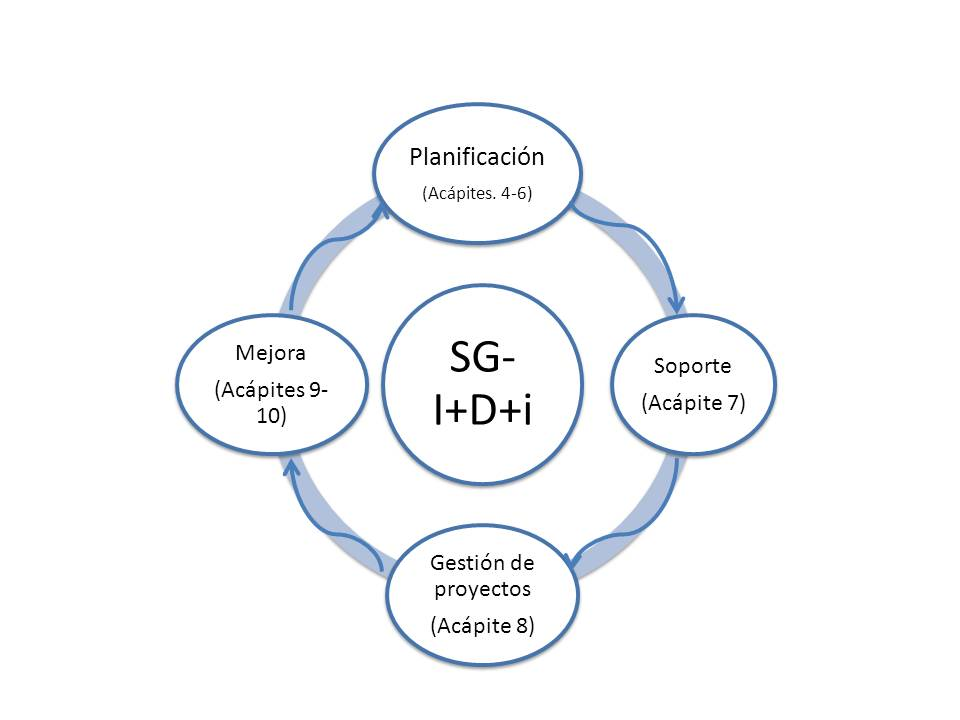 Planificación
(Acápites. 4-6)
Mejora
(Acápites 9-
10)
SG-
I+D+i
Soporte
(Acápite 7)
Gestión de
proyectos
(Acápite 8)